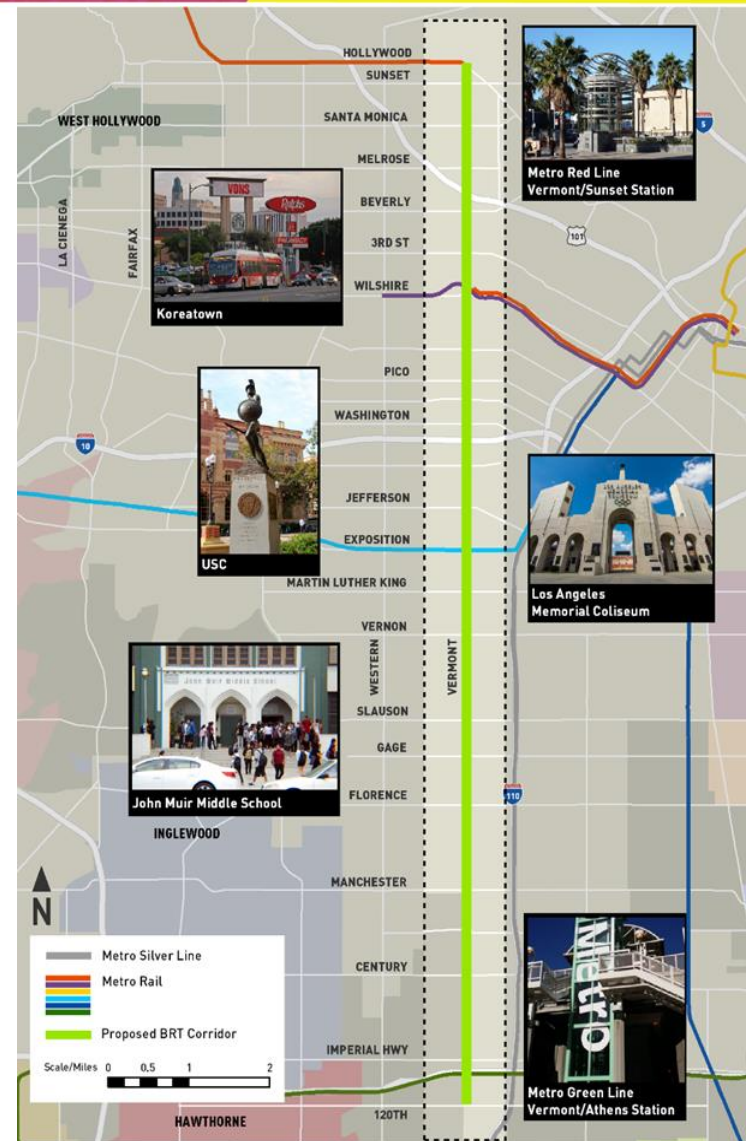 HOLLYWOOD
SUNSET
SANTA MONICA
MELROSE
BEVERLY
3RD ST
WILSHIRE
PICO
WASHINGTON
JEFFERSON
EXPOSITION
MARTIN LUTHER KING
VERNON
SLAUSON
GAGE
FLORENCE
MANCHESTER
CENTURY
IMPERIAL HWY
120TH
WEST HOLLYWOOD
LA CIENEGA
FAIRFAX
WESTERN
VERMONT
INGLEWOOD
HAWTHORNE
5
101
10
110
Metro Red Line
Vermont/Sunset Station
VONS
Ralphs
PHARMACY
Koreatown
USC
LOS ANGELES
MEMORIAL
COLISEUM
Los Angeles
Memorial Coliseum
John Muir Middle School
John Muir Middle School
Metro
Metro Green Line
Vermont/Athens Station
N
Metro Silver Line
Metro Rail
Proposed BRT Corridor
Scale/Miles 0 0.5 1 2